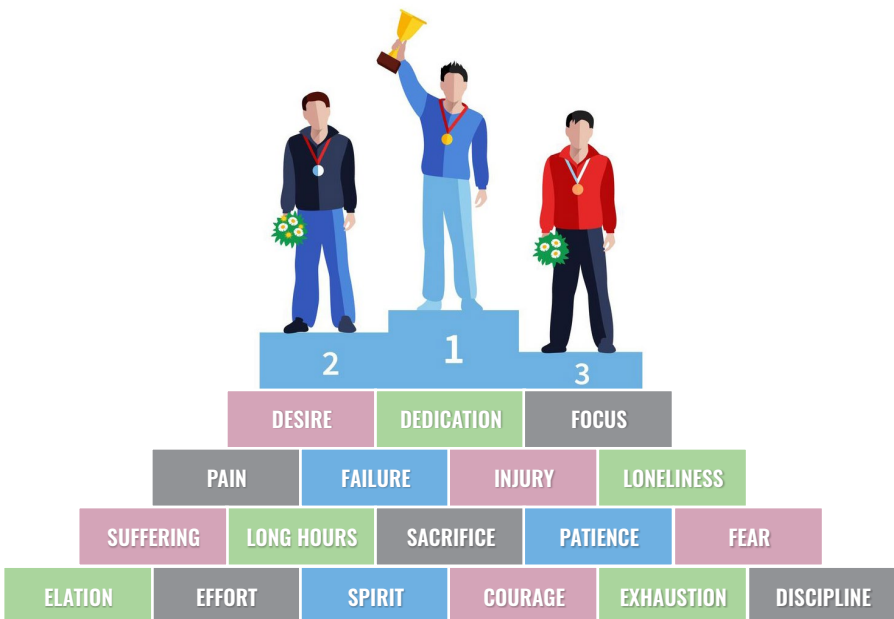 1
2
3
DESIRE DEDICATION FOCUS
PAIN FAILURE INJURY LONELINESS
SUFFERING LONG HOURS SACRIFICE PATIENCE FEAR
ELATION EFFORT SPIRIT COURAGE EXHAUSTION DISCIPLINE